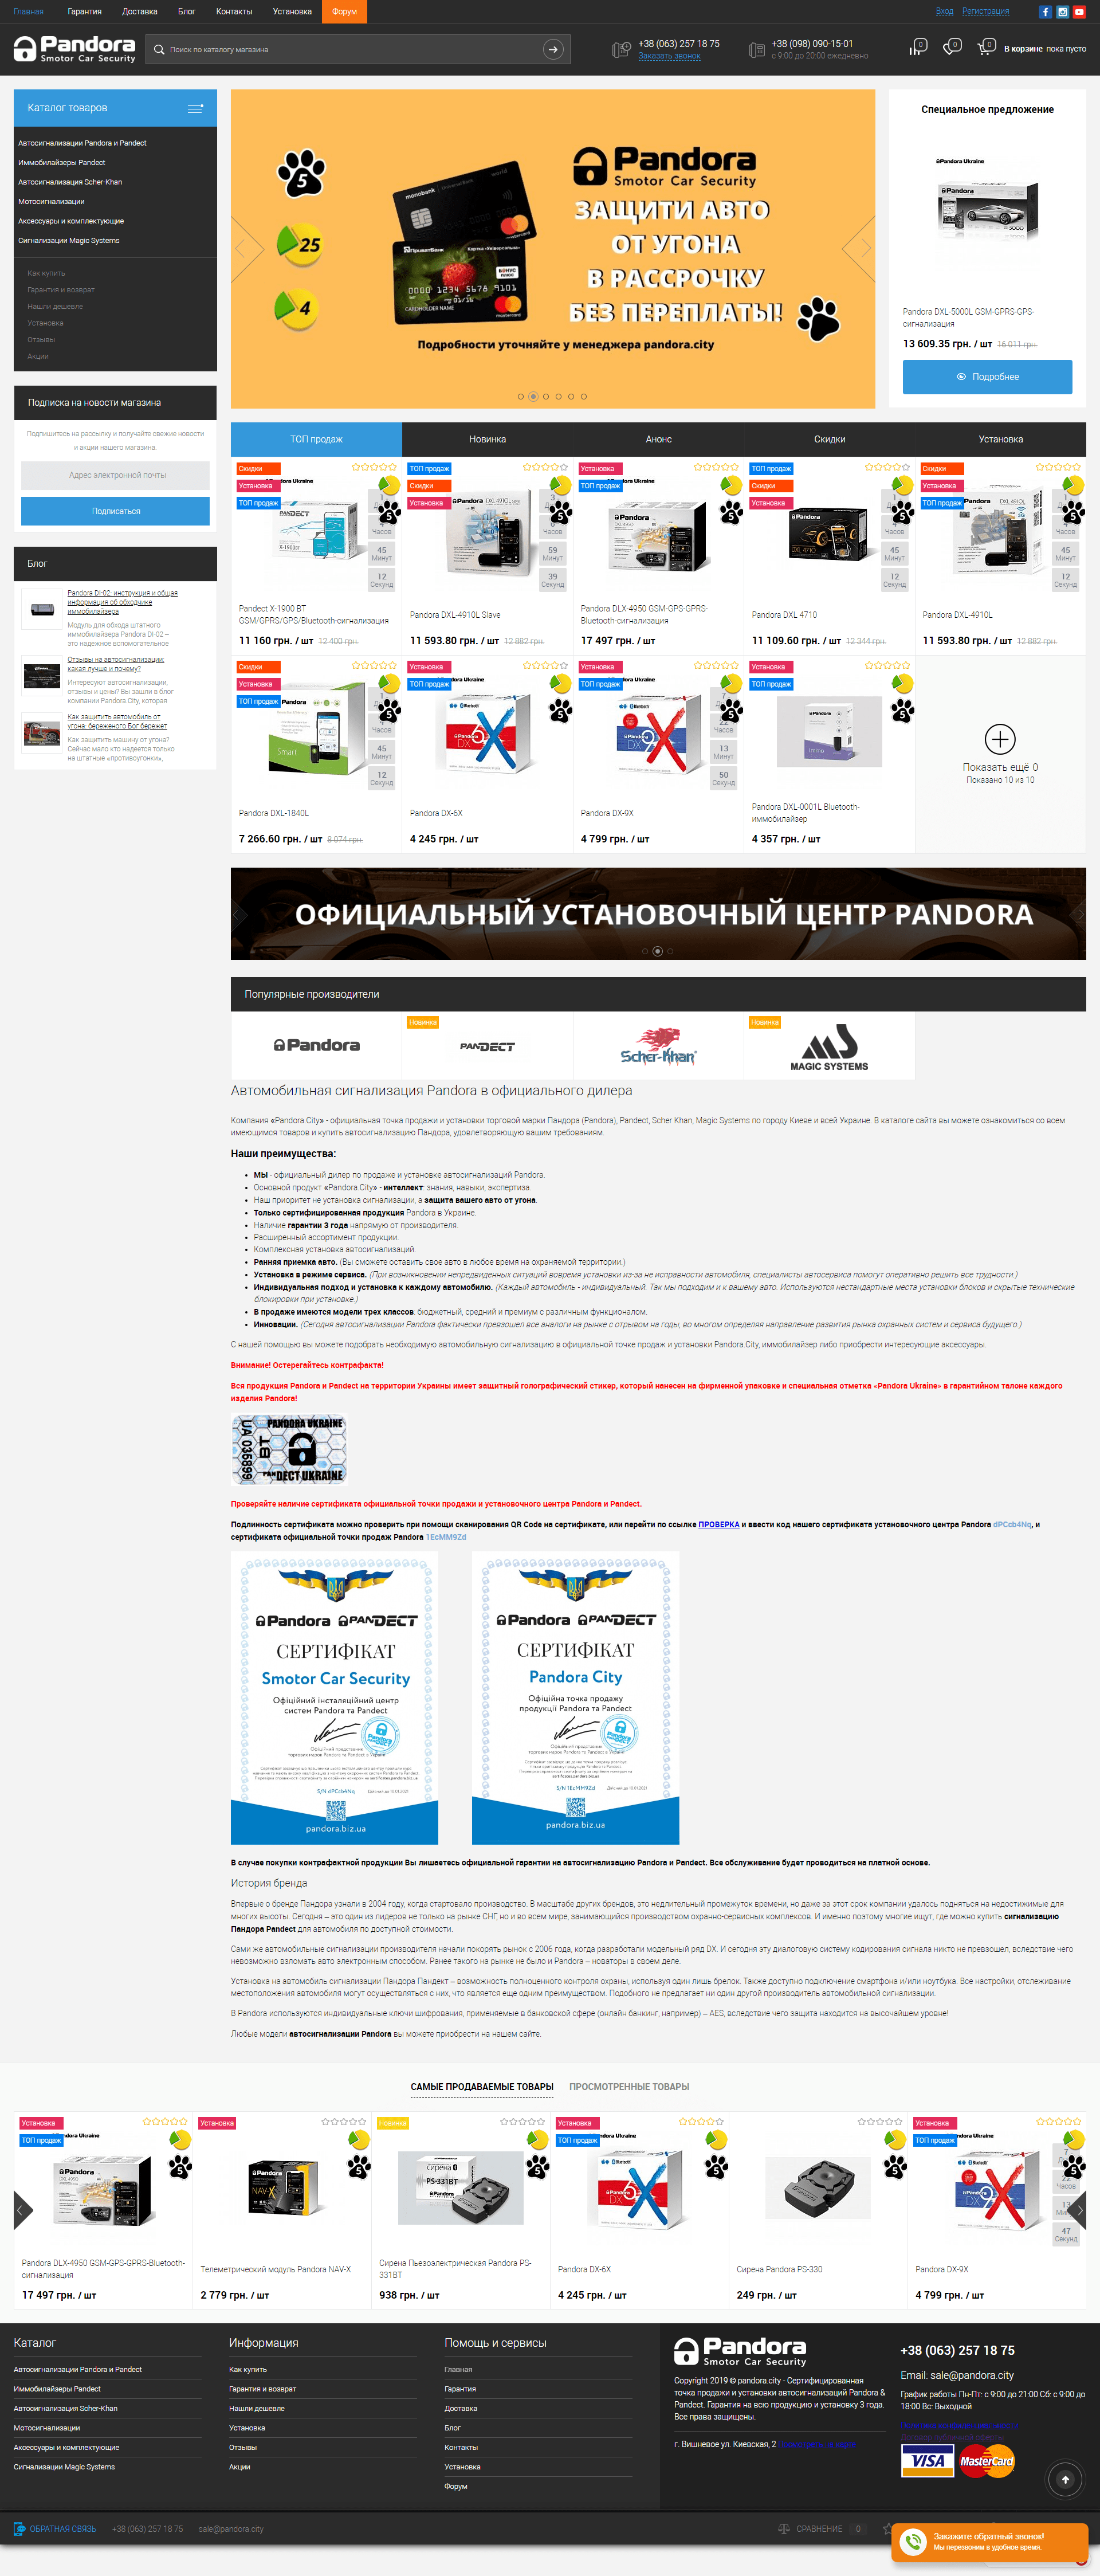 Главная Гарантия Доставка Блог Контакты Установка Форум Вход Регистрация
Pandora
Smotor Car Security
Поиск по каталогу магазина
+38 (063) 257 18 75
Заказать звонок
+38 (098) 090-15-01
с 9:00 до 20:00 ежедневно
0 0 0 В корзине пока пусто
Каталог товаров
Автосигнализации Pandora и Pandect
Иммобилайзеры Pandect
Автосигнализация Scher-Khan
Мотосигнализации
Аксессуары и комплектующие
Сигнализации Magic Systems
Как купить
Гарантия и возврат
Нашли дешевле
Установка
Отзывы
Акции
Подписка на новости магазина
Подпишитесь на рассылку и получайте свежие новости
и акции нашего магазина.
Адрес электронной почты
Подписаться
Блог
Pandora DI-02: инструкция и общая
информация об обходчике
иммобилайзера
Модуль для обхода штатного
иммобилайзера Pandora DI-02 –
это надежное вспомогательное
Отзывы на автосигнализации:
какая лучше и почему?
Интересуют автосигнализации,
отзывы и цены? Вы зашли в блог
компании Pandora.City, которая
Как защитить автомобиль от
угона: береженого Бог бережет
Как защитить машину от угона?
Сейчас мало кто надеется только
на штатные «противоугонки»,
5
25
4
monobank
world
mastercard
ПриватБанк
Картка «Універсальна»
БОНУС ПЛЮС
5168 1234 5678 9101
CARDHOLDER NAME
mastercard
Pandora
Smotor Car Security
ЗАЩИТИ АВТО
ОТ УГОНА
В РАССРОЧКУ
БЕЗ ПЕРЕПЛАТЫ!
Подробности уточняйте у менеджера pandora.city
Специальное предложение
Pandora Ukraine
Pandora DXL-5000L GSM-GPRS-GPS-
сигнализация
13 609.35 грн. / шт 16 011 грн.
Подробнее
ТОП продаж Новинка Анонс Скидки Установка
Скидки
Установка
ТОП продаж
Pandect X-1900 BT
GSM/GPRS/GPS/Bluetooth-сигнализация
11 160 грн. / шт 12 400 грн.
ТОП продаж
Скидки
Установка
Pandora DXL-4910L Slave
11 593.80 грн. / шт 12 882 грн.
Установка
ТОП продаж
Pandora DLX-4950 GSM-GPS-GPRS-
Bluetooth-сигнализация
17 497 грн. / шт
ТОП продаж
Скидки
Установка
Pandora DXL 4710
11 109.60 грн. / шт 12 344 грн.
Скидки
Установка
ТОП продаж
Pandora DXL-4910L
11 593.80 грн. / шт 12 882 грн.
Скидки
Установка
ТОП продаж
Pandora DXL-1840L
7 266.60 грн. / шт 8 074 грн.
Установка
ТОП продаж
Pandora DX-6X
4 245 грн. / шт
Установка
ТОП продаж
Pandora DX-9X
4 799 грн. / шт
Установка
ТОП продаж
Pandora DXL-0001L Bluetooth-
иммобилайзер
4 357 грн. / шт
Показать ещё 0
Показано 10 из 10
ОФИЦИАЛЬНЫЙ УСТАНОВОЧНЫЙ ЦЕНТР PANDORA
Популярные производители
Pandora
Новинка
PANDECT
Scher-Khan
Новинка
MAGIC SYSTEMS
Автомобильная сигнализация Pandora в официального дилера
Компания «Pandora.City» - официальная точка продажи и установки торговой марки Пандора (Pandora), Pandect, Scher Khan, Magic Systems по городу Киеве и всей Украине. В каталоге сайта вы можете ознакомиться со всем
имеющимся товаров и купить автосигнализацию Пандора, удовлетворяющую вашим требованиям.
Наши преимущества:
МЫ - официальный дилер по продаже и установке автосигнализаций Pandora.
Основной продукт «Pandora.City» - интеллект: знания, навыки, экспертиза.
Наш приоритет не установка сигнализации, а защита вашего авто от угона.
Только сертифицированная продукция Pandora в Украине.
Наличие гарантии 3 года напрямую от производителя.
Расширенный ассортимент продукции.
Комплексная установка автосигнализаций.
Ранняя приемка авто. (Вы сможете оставить свое авто в любое время на охраняемой территории.)
Установка в режиме сервиса. (При возникновении непредвиденных ситуаций вовремя установки из-за не исправности автомобиля, специалисты автосервиса помогут оперативно решить все трудности.)
Индивидуальная подход и установка к каждому автомобилю. (Каждый автомобиль - индивидуальный. Так мы подходим и к вашему авто. Используются нестандартные места установки блоков и скрытые технические
блокировки при установке.)
В продаже имеются модели трех классов: бюджетный, средний и премиум с различным функционалом.
Инновации. (Сегодня автосигнализации Pandora фактически превзошел все аналоги на рынке с отрывом на годы, во многом определяя направление развития рынка охранных систем и сервиса будущего.)
С нашей помощью вы можете подобрать необходимую автомобильную сигнализацию в официальной точке продаж и установки Pandora.City, иммобилайзер либо приобрести интересующие аксессуары.
Внимание! Остерегайтесь контрафакта!
Вся продукция Pandora и Pandect на территории Украины имеет защитный голографический стикер, который нанесен на фирменной упаковке и специальная отметка «Pandora Ukraine» в гарантийном талоне каждого
изделия Pandora!
UA 036899
BT
PANDORA UKRAINE
PANDECT UKRAINE
Проверяйте наличие сертификата официальной точки продажи и установочного центра Pandora и Pandect.
Подлинность сертификата можно проверить при помощи сканирования QR Code на сертификате, или перейти по ссылке ПРОВЕРКА и ввести код нашего сертификата установочного центра Pandora dPCcb4Nq, и
сертификата официальной точки продаж Pandora 1EcMM9Zd
Pandora PANDECT
СЕРТИФІКАТ
Smotor Car Security
Офіційний інсталяційний центр
систем Pandora та Pandect
S/N dPCcb4Nq
pandora.biz.ua
Pandora PANDECT
СЕРТИФІКАТ
Pandora City
Офіційна точка продажу
продукції Pandora та Pandect
S/N 1EcMM9Zd
pandora.biz.ua
В случае покупки контрафактной продукции Вы лишаетесь официальной гарантии на автосигнализацию Pandora и Pandect. Все обслуживание будет проводиться на платной основе.
История бренда
Впервые о бренде Пандора узнали в 2004 году, когда стартовало производство. В масштабе других брендов, это недлительный промежуток времени, но даже за этот срок компании удалось подняться на недостижимые для
многих высоты. Сегодня – это один из лидеров не только на рынке СНГ, но и во всем мире, занимающийся производством охранно-сервисных комплексов. И именно поэтому многие ищут, где можно купить сигнализацию
Пандора Pandect для автомобиля по доступной стоимости.
Сами же автомобильные сигнализации производителя начали покорять рынок с 2006 года, когда разработали модельный ряд DX. И сегодня эту диалоговую систему кодирования сигнала никто не превзошел, вследствие чего
невозможно взломать авто электронным способом. Ранее такого на рынке не было и Pandora – новаторы в своем деле.
Установка на автомобиль сигнализации Пандора Пандект – возможность полноценного контроля охраны, используя один лишь брелок. Также доступно подключение смартфона и/или ноутбука. Все настройки, отслеживание
местоположения автомобиля могут осуществляться с них, что является еще одним преимуществом. Подобного не предлагает ни один другой производитель автомобильной сигнализации.
В Pandora используются индивидуальные ключи шифрования, применяемые в банковской сфере (онлайн банкинг, например) – AES, вследствие чего защита находится на высочайшем уровне!
Любые модели автосигнализации Pandora вы можете приобрести на нашем сайте.
САМЫЕ ПРОДАВАЕМЫЕ ТОВАРЫ ПРОСМОТРЕННЫЕ ТОВАРЫ
Установка
ТОП продаж
Pandora DLX-4950 GSM-GPS-GPRS-Bluetooth-
сигнализация
17 497 грн. / шт
Установка
Телеметрический модуль Pandora NAV-X
2 779 грн. / шт
Новинка
Сирена Пьезоэлектрическая Pandora PS-
331BT
938 грн. / шт
Установка
ТОП продаж
Pandora DX-6X
4 245 грн. / шт
Сирена Pandora PS-330
249 грн. / шт
Установка
ТОП продаж
Pandora DX-9X
4 799 грн. / шт
Каталог
Автосигнализации Pandora и Pandect
Иммобилайзеры Pandect
Автосигнализация Scher-Khan
Мотосигнализации
Аксессуары и комплектующие
Сигнализации Magic Systems
Информация
Как купить
Гарантия и возврат
Нашли дешевле
Установка
Отзывы
Акции
Помощь и сервисы
Главная
Гарантия
Доставка
Блог
Контакты
Установка
Форум
Pandora
Smotor Car Security
Copyright 2019 © pandora.city - Сертифицированная
точка продажи и установки автосигнализаций Pandora &
Pandect. Гарантия на всю продукцию и установку 3 года.
Все права защищены.
г. Вишневое ул. Киевская, 2
+38 (063) 257 18 75
Email: sale@pandora.city
График работы Пн-Пт: с 9:00 до 21:00 Сб: с 9:00 до
18:00 Вс: Выходной
VISA MasterCard
ОБРАТНАЯ СВЯЗЬ +38 (063) 257 18 75 sale@pandora.city СРАВНЕНИЕ 0
Закажите обратный звонок!
Мы перезвоним в удобное время.